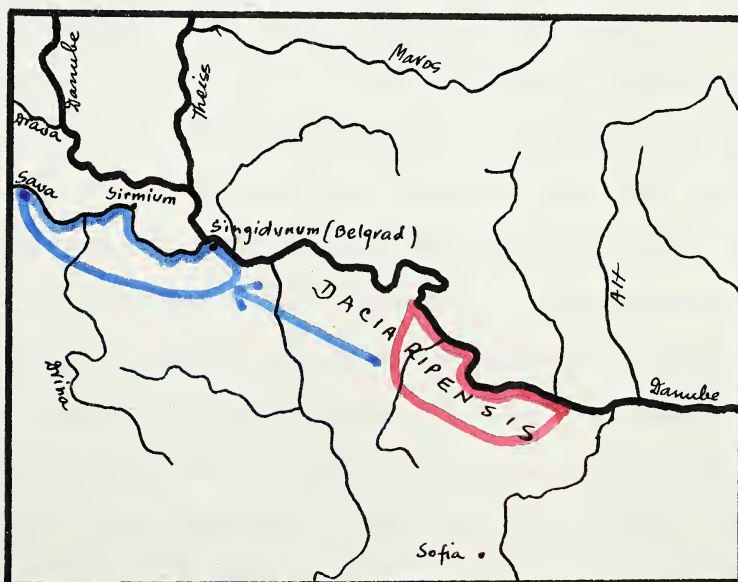 Danube
Theiss
Maros
Drava
Sava
Sirmium
Singidunum (Belgrad)
DACIA RIPENSIS
Alt
Drina
Danube
Sofia